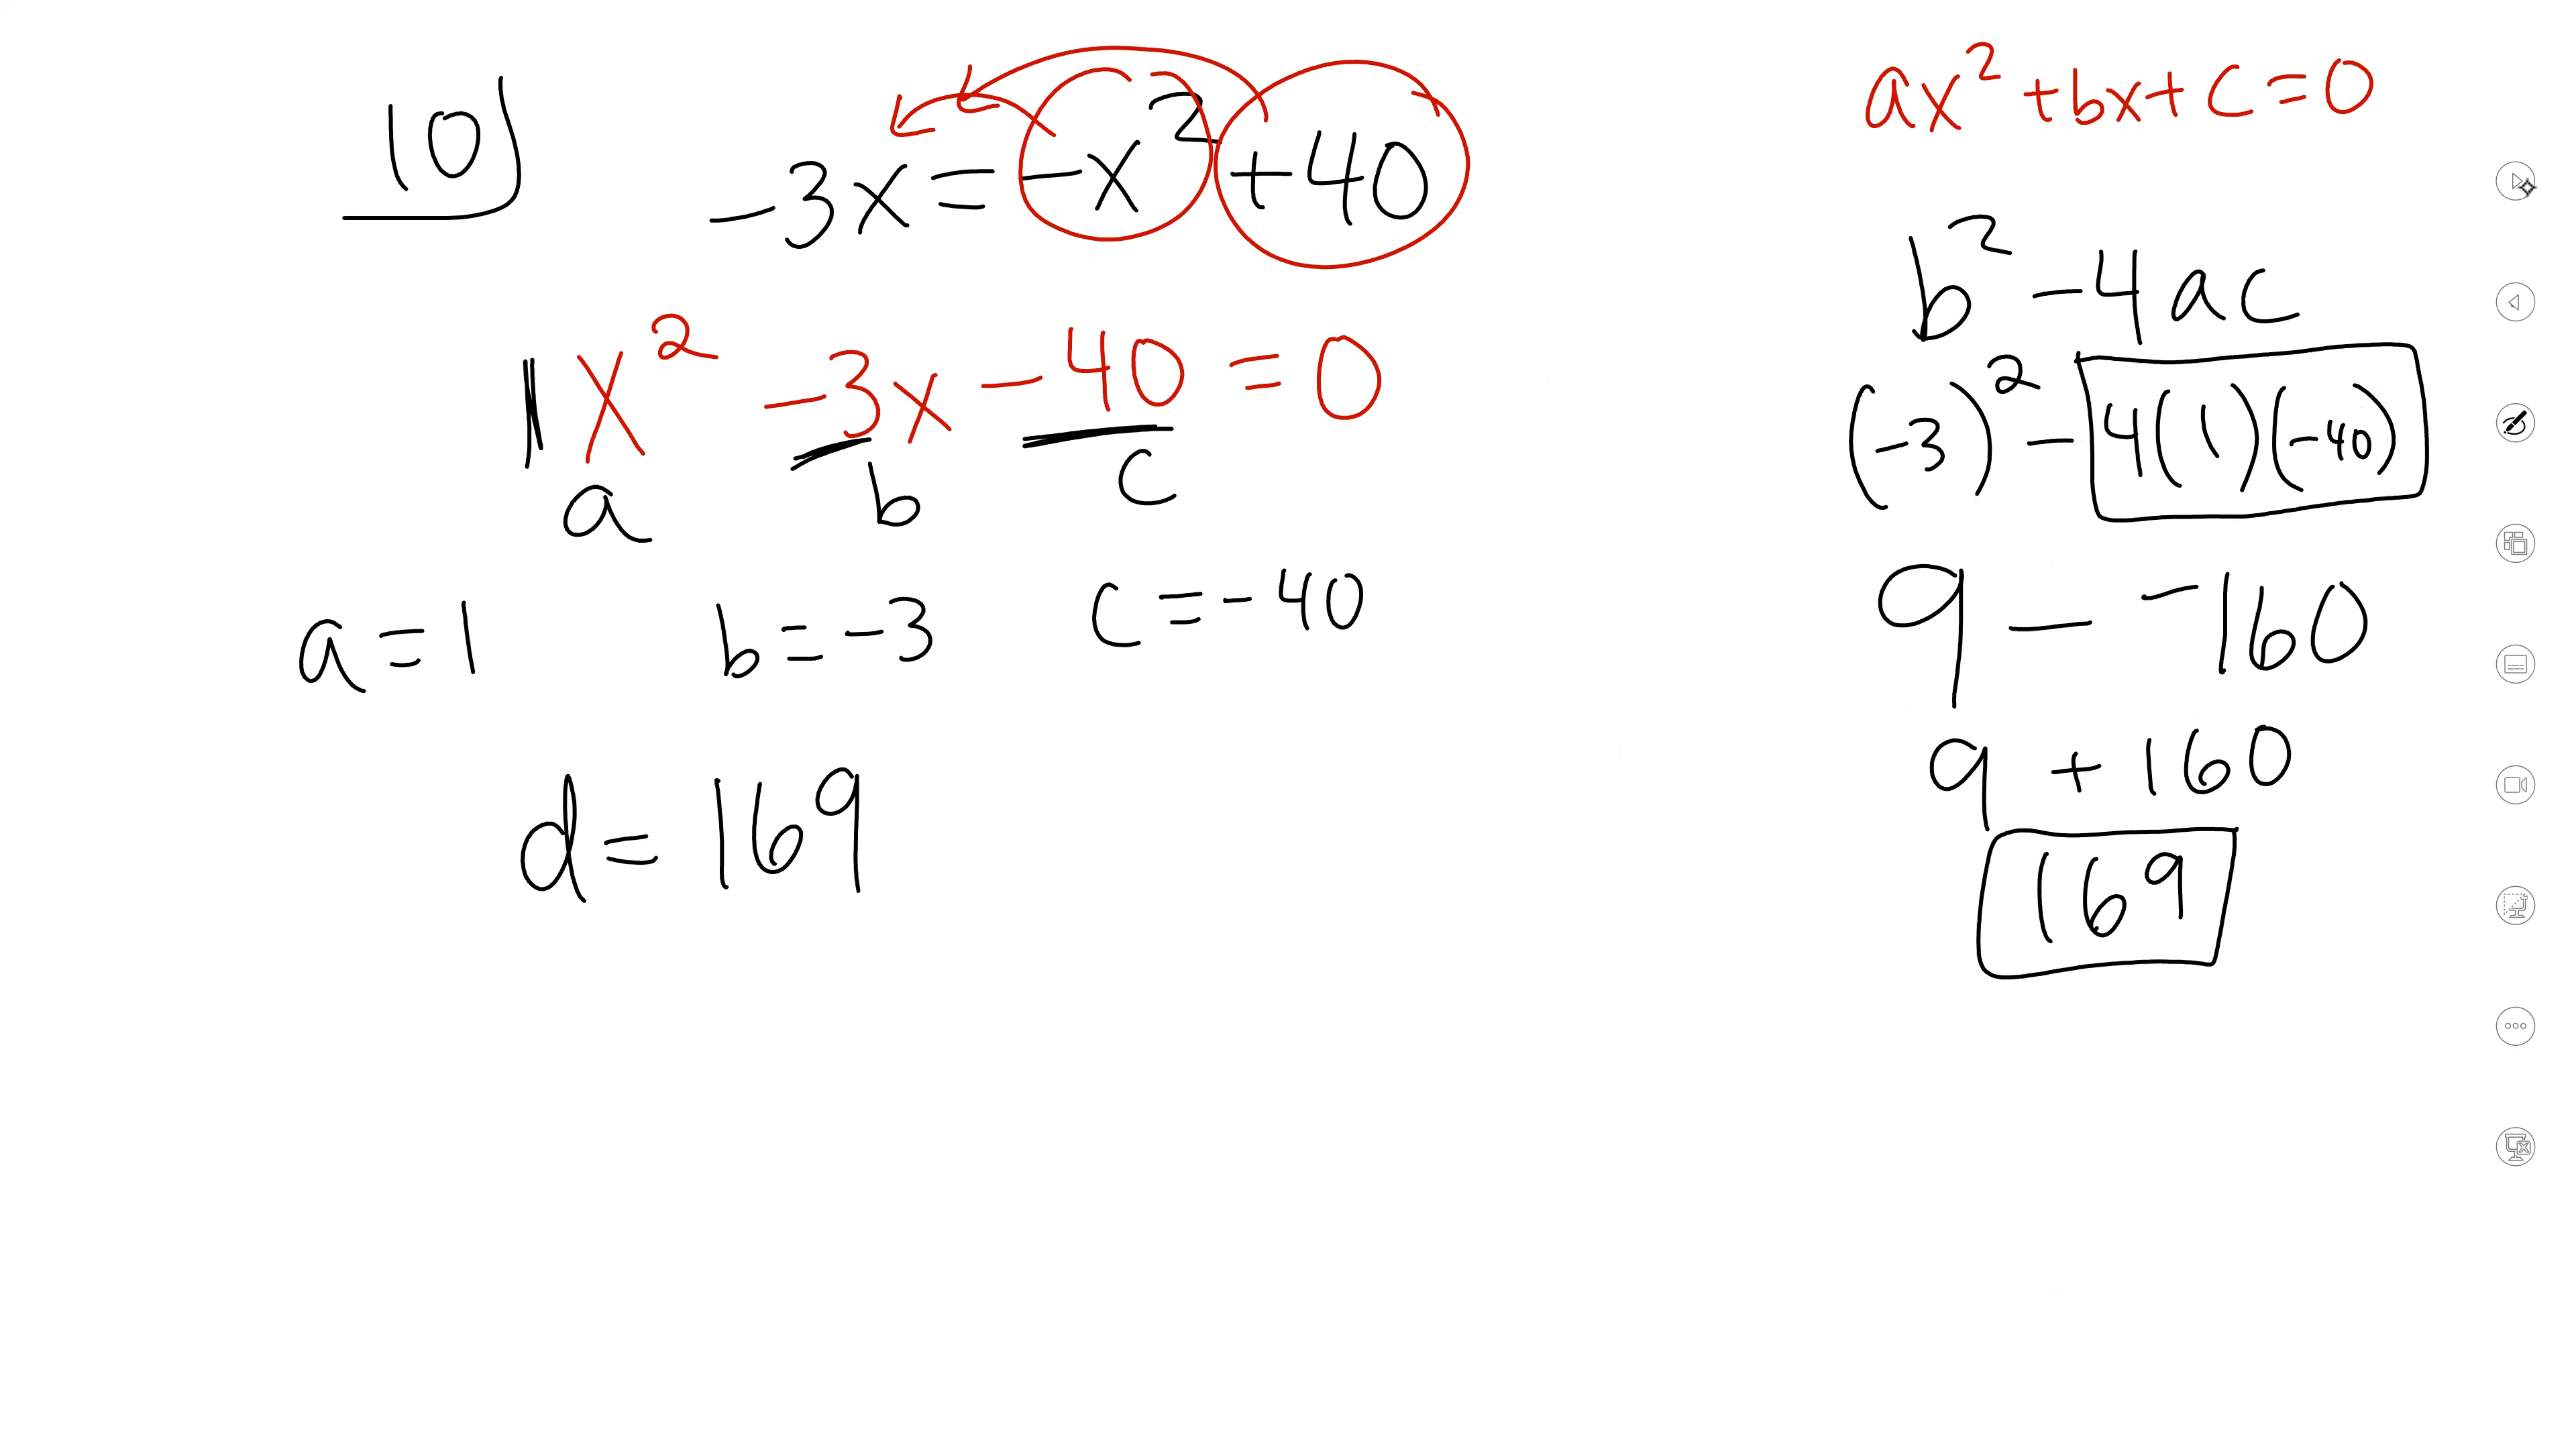 10)
-3x = -x² + 40
1x² -3x -40 = 0
a b c
a = 1 b = -3 c = -40
d = 169
ax² + bx + c = 0
b² - 4ac
(-3)² - 4(1)(-40)
9 - -160
9 + 160
169